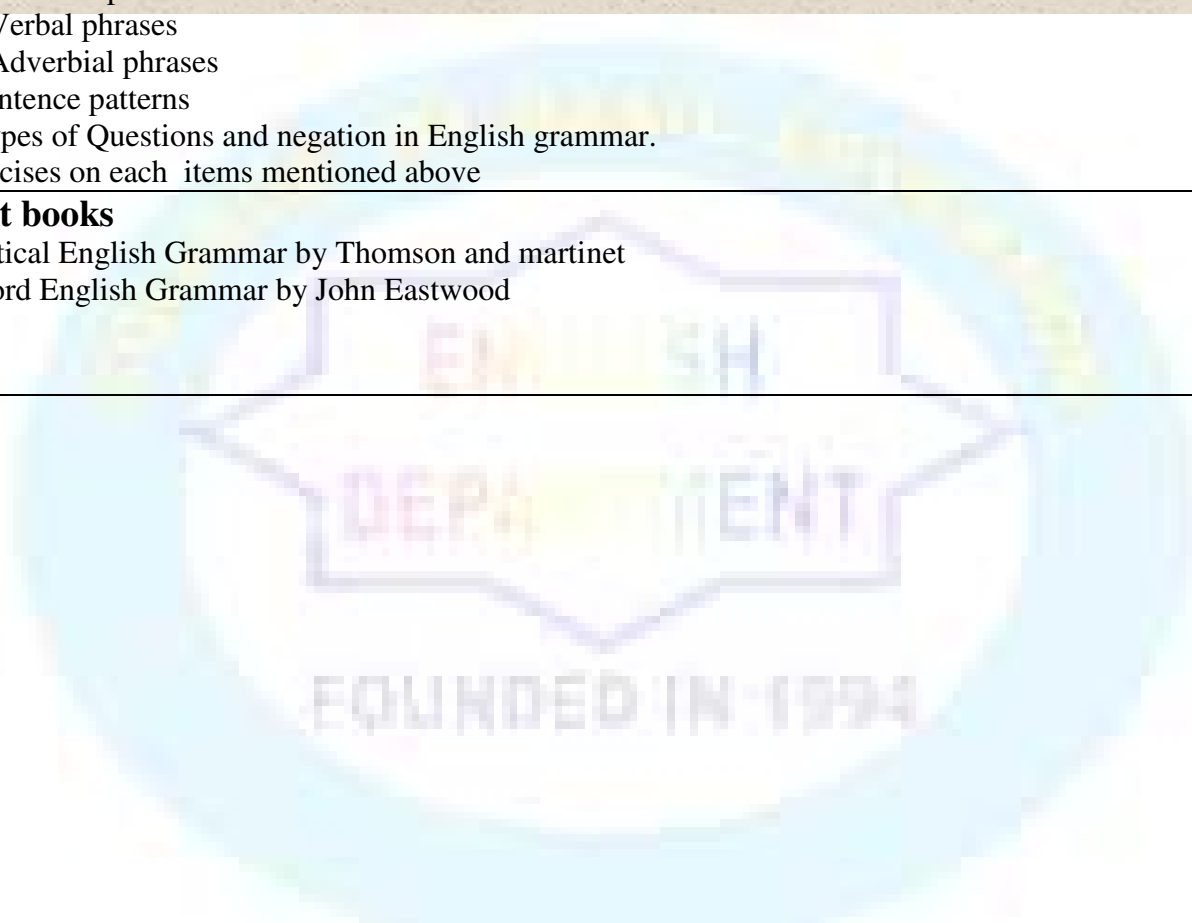 Verbal phrases
Adverbial phrases
ntence patterns
pes of Questions and negation in English grammar.
cises on each items mentioned above
t books
tical English Grammar by Thomson and martinet
ord English Grammar by John Eastwood
ENGLISH
DEPARTMENT
FOUNDED IN 1994